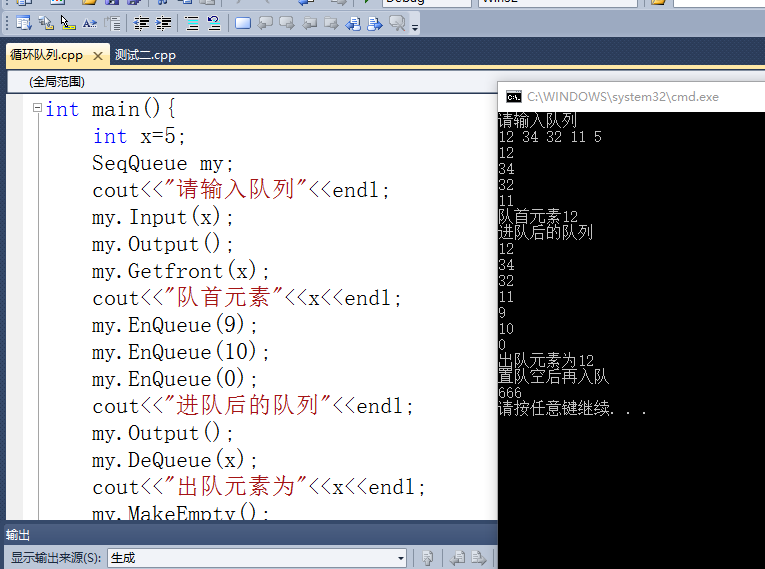 Debug
Win32
循环队列.cpp ×
测试二.cpp
(全局范围)
int main(){
int x=5;
SeqQueue my;
cout<<"请输入队列"<<endl;
my.Input(x);
my.Output();
my.Getfront(x);
cout<<"队首元素"<<x<<endl;
my.EnQueue(9);
my.EnQueue(10);
my.EnQueue(0);
cout<<"进队后的队列"<<endl;
my.Output();
my.DeQueue(x);
cout<<"出队元素为"<<x<<endl;
my.MakeEmpty();
输出
显示输出来源(S): 生成
C:\WINDOWS\system32\cmd.exe
请输入队列
12 34 32 11 5
12
34
32
11
队首元素12
进队后的队列
12
34
32
11
9
10
0
出队元素为12
置队空后再入队
666
请按任意键继续. . .